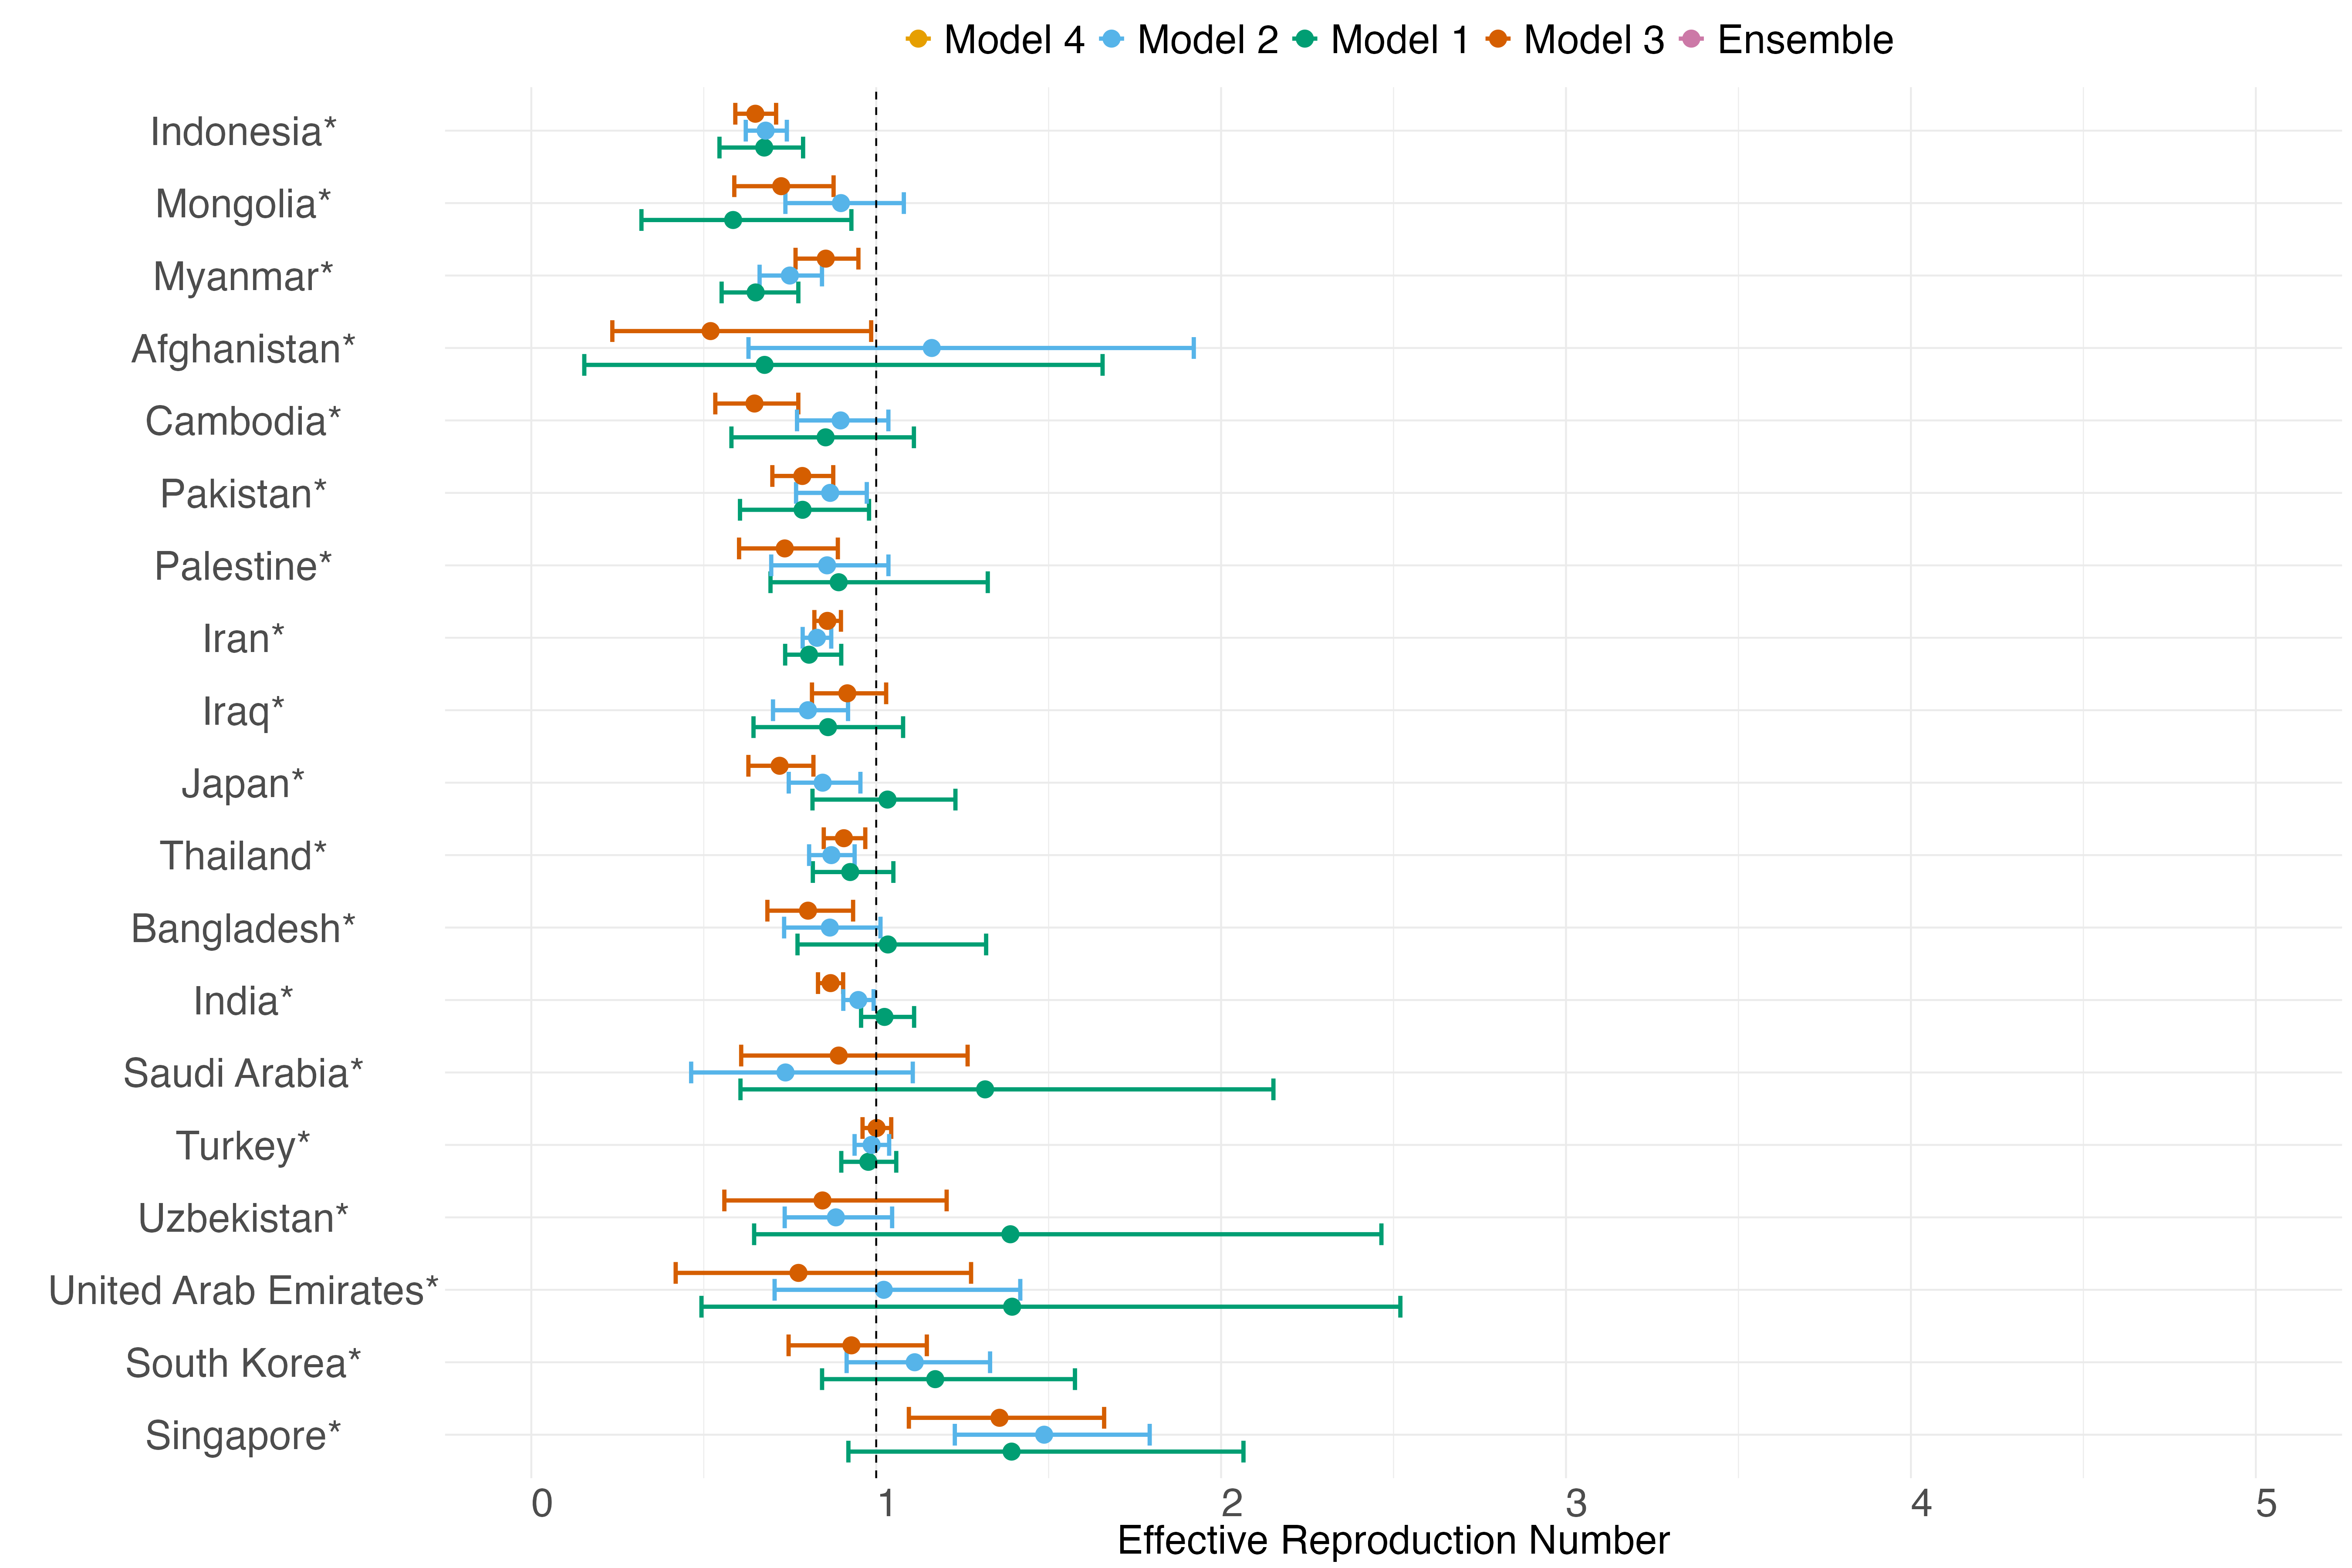 Model 4 Model 2 Model 1 Model 3 Ensemble
Indonesia*
Mongolia*
Myanmar*
Afghanistan*
Cambodia*
Pakistan*
Palestine*
Iran*
Iraq*
Japan*
Thailand*
Bangladesh*
India*
Saudi Arabia*
Turkey*
Uzbekistan*
United Arab Emirates*
South Korea*
Singapore*
0 1 2 3 4 5
Effective Reproduction Number